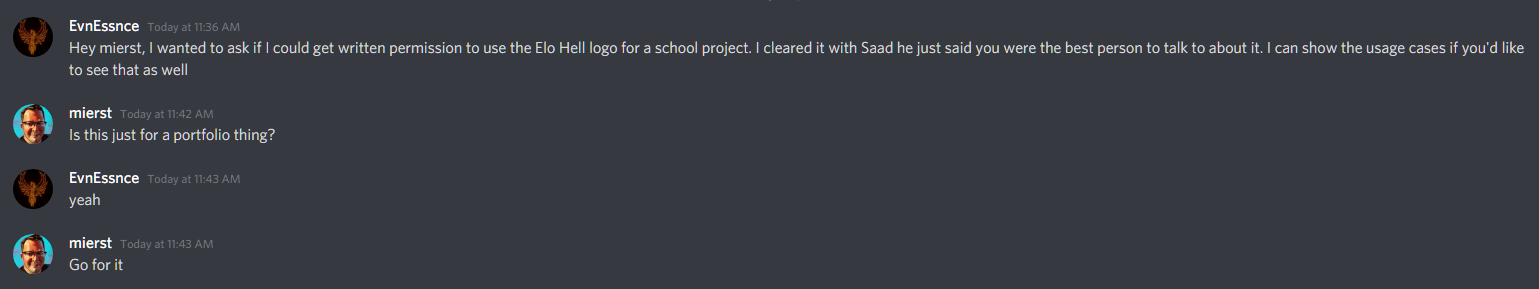 EvnEssnce Today at 11:36 AM
Hey mierst, I wanted to ask if I could get written permission to use the Elo Hell logo for a school project. I cleared it with Saad he just said you were the best person to talk to about it. I can show the usage cases if you'd like
to see that as well
mierst Today at 11:42 AM
Is this just for a portfolio thing?
EvnEssnce Today at 11:43 AM
yeah
mierst Today at 11:43 AM
Go for it